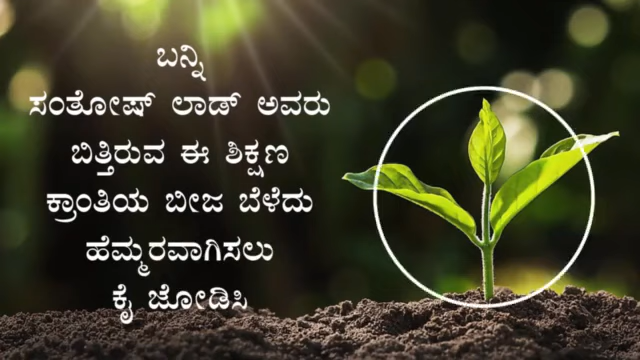 ಬನ್ನಿ
ಸಂತೋಷ್ ಲಾಡ್ ಅವರು
ಬಿತ್ತಿರುವ ಈ ಶಿಕ್ಷಣ
ಕ್ರಾಂತಿಯ ಬೀಜ ಬೆಳೆದು
ಹೆಮ್ಮರವಾಗಿಸಲು
ಕೈ ಜೋಡಿಸಿ